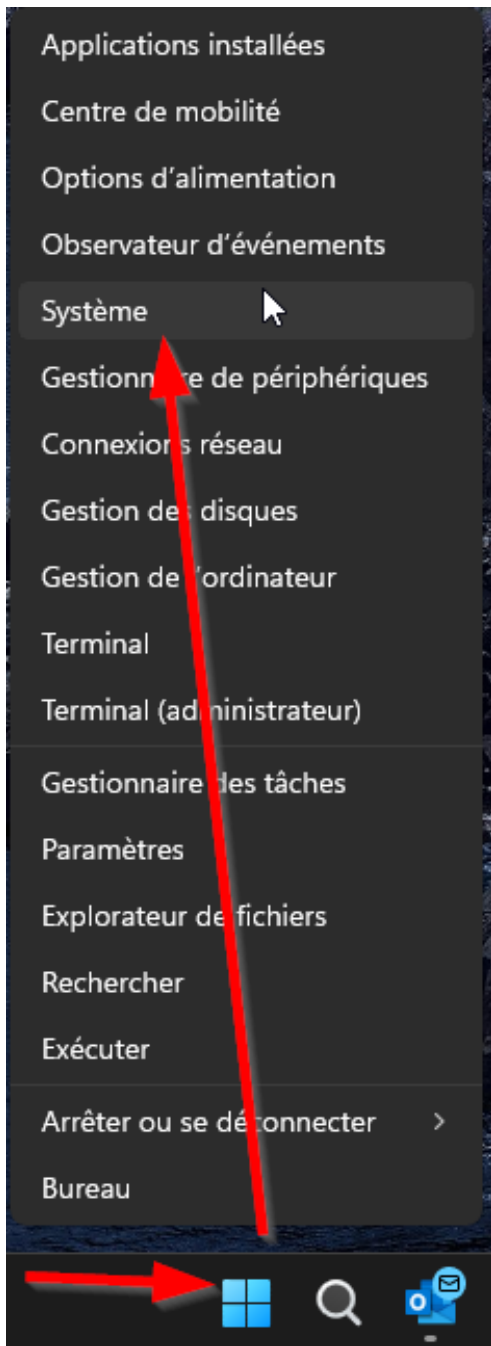 Applications installées
Centre de mobilité
Options d’alimentation
Observateur d’événements
Système
Gestionnaire de périphériques
Connexions réseau
Gestion des disques
Gestion de l’ordinateur
Terminal
Terminal (administrateur)
Gestionnaire des tâches
Paramètres
Explorateur de fichiers
Rechercher
Exécuter
Arrêter ou se déconnecter
Bureau